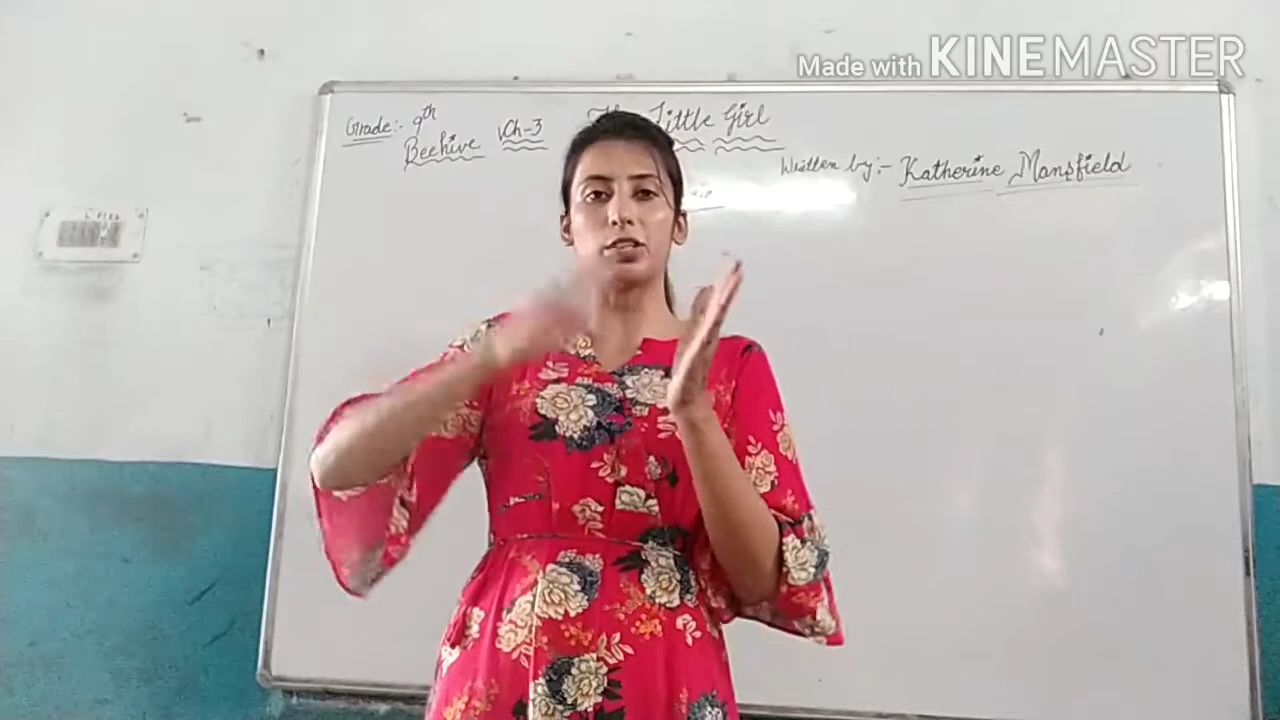 Made with KINEMASTER
Grade:- 9th
Beehive Ch-3 Little Girl
Written by:- Katherine Mansfield